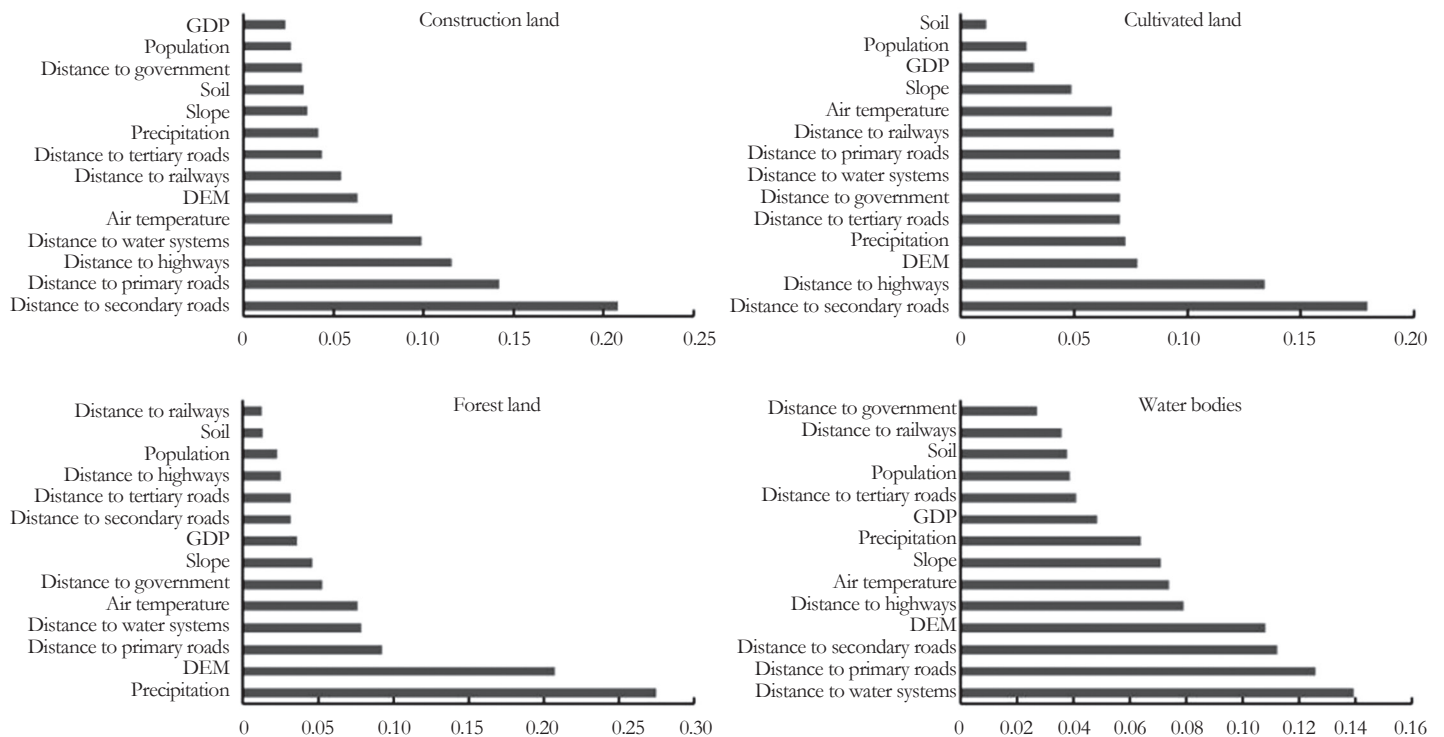 Construction land
GDP
Population
Distance to government
Soil
Slope
Precipitation
Distance to tertiary roads
Distance to railways
DEM
Air temperature
Distance to water systems
Distance to highways
Distance to primary roads
Distance to secondary roads
0 0.05 0.10 0.15 0.20 0.25
Cultivated land
Soil
Population
GDP
Slope
Air temperature
Distance to railways
Distance to primary roads
Distance to water systems
Distance to government
Distance to tertiary roads
Precipitation
DEM
Distance to highways
Distance to secondary roads
0 0.05 0.10 0.15 0.20
Forest land
Distance to railways
Soil
Population
Distance to highways
Distance to tertiary roads
Distance to secondary roads
GDP
Slope
Distance to government
Air temperature
Distance to water systems
Distance to primary roads
DEM
Precipitation
0 0.05 0.10 0.15 0.20 0.25 0.30
Water bodies
Distance to government
Distance to railways
Soil
Population
Distance to tertiary roads
GDP
Precipitation
Slope
Air temperature
Distance to highways
DEM
Distance to secondary roads
Distance to primary roads
Distance to water systems
0 0.02 0.04 0.06 0.08 0.10 0.12 0.14 0.16